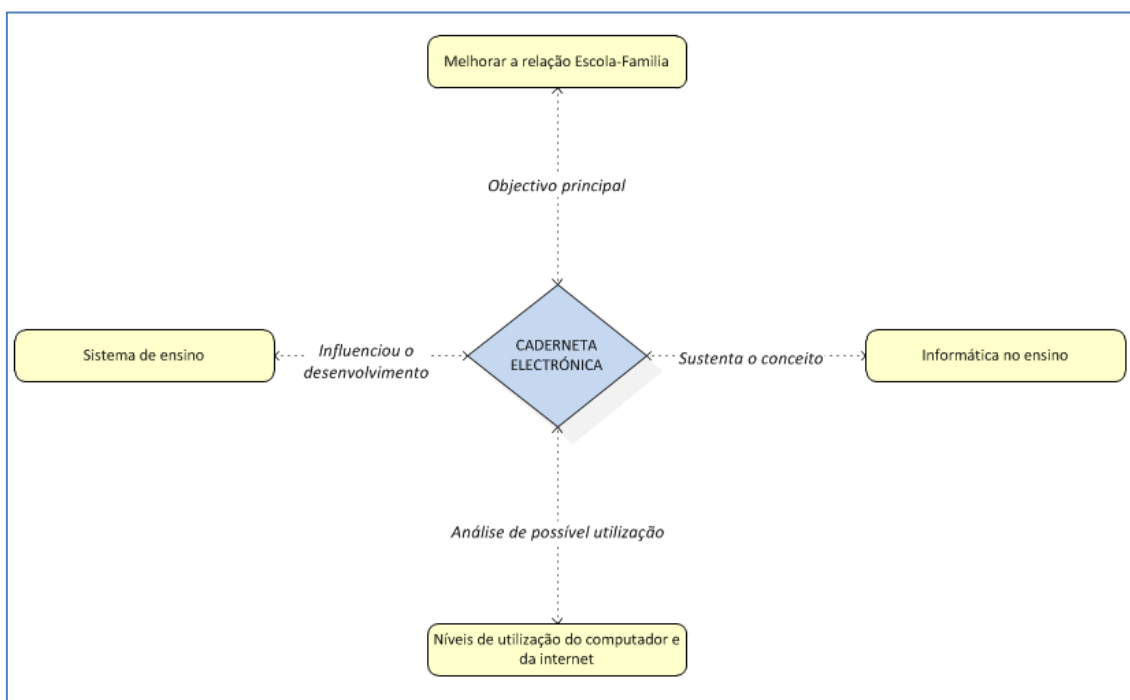 Melhorar a relação Escola-Familia
Objectivo principal
Sistema de ensino
Influenciou o
desenvolvimento
CADERNETA
ELECTRÓNICA
Sustenta o conceito
Informática no ensino
Análise de possível utilização
Níveis de utilização do computador e
da internet